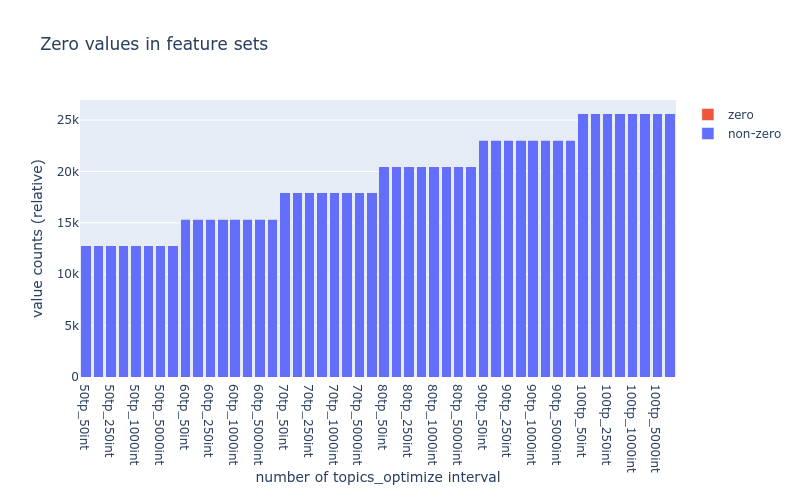 Zero values in feature sets
zero
non-zero
value counts (relative)
25k
20k
15k
10k
5k
0
50tp_50int
50tp_250int
50tp_1000int
50tp_5000int
60tp_50int
60tp_250int
60tp_1000int
60tp_5000int
70tp_50int
70tp_250int
70tp_1000int
70tp_5000int
80tp_50int
80tp_250int
80tp_1000int
80tp_5000int
90tp_50int
90tp_250int
90tp_1000int
90tp_5000int
100tp_50int
100tp_250int
100tp_1000int
100tp_5000int
number of topics_optimize interval